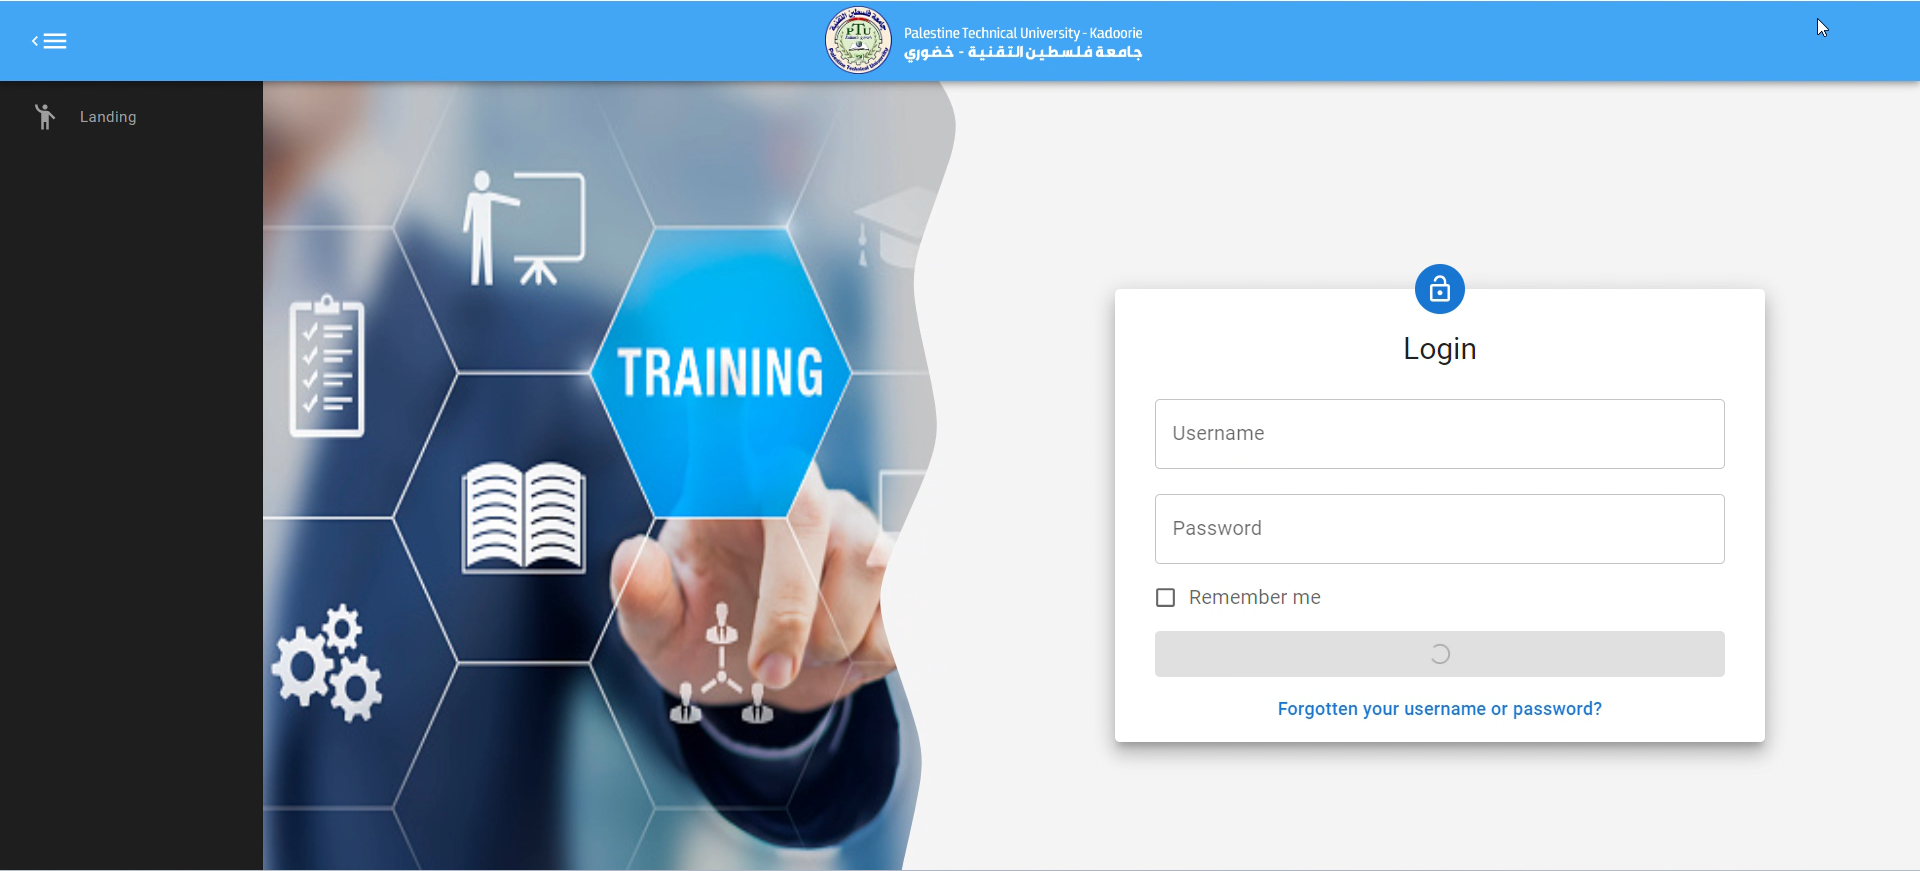 Palestine Technical University - Kadoorie
جامعة فلسطين التقنية - خضوري
PTU
Landing
TRAINING
Login
Username
Password
Remember me
Forgotten your username or password?